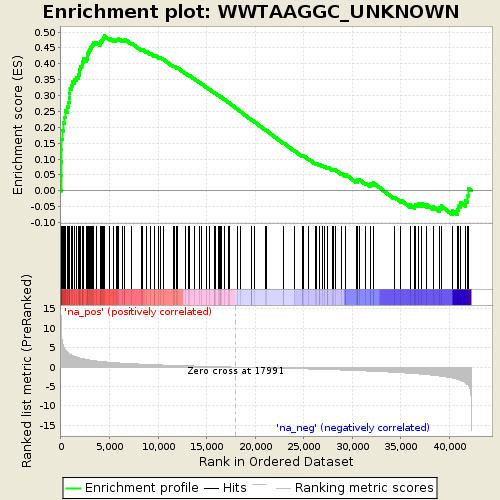 Enrichment plot: WWTAAGGC_UNKNOWN
Enrichment score (ES)
0.50
0.45
0.40
0.35
0.30
0.25
0.20
0.15
0.10
0.05
0.00
-0.05
-0.10
Ranked list metric (PreRanked)
15
10
5
0
-5
-10
-15
'na_pos' (positively correlated)
Zero cross at 17991
'na_neg' (negatively correlated)
0
5,000
10,000
15,000
20,000
25,000
30,000
35,000
40,000
Rank in Ordered Dataset
Enrichment profile
Hits
Ranking metric scores